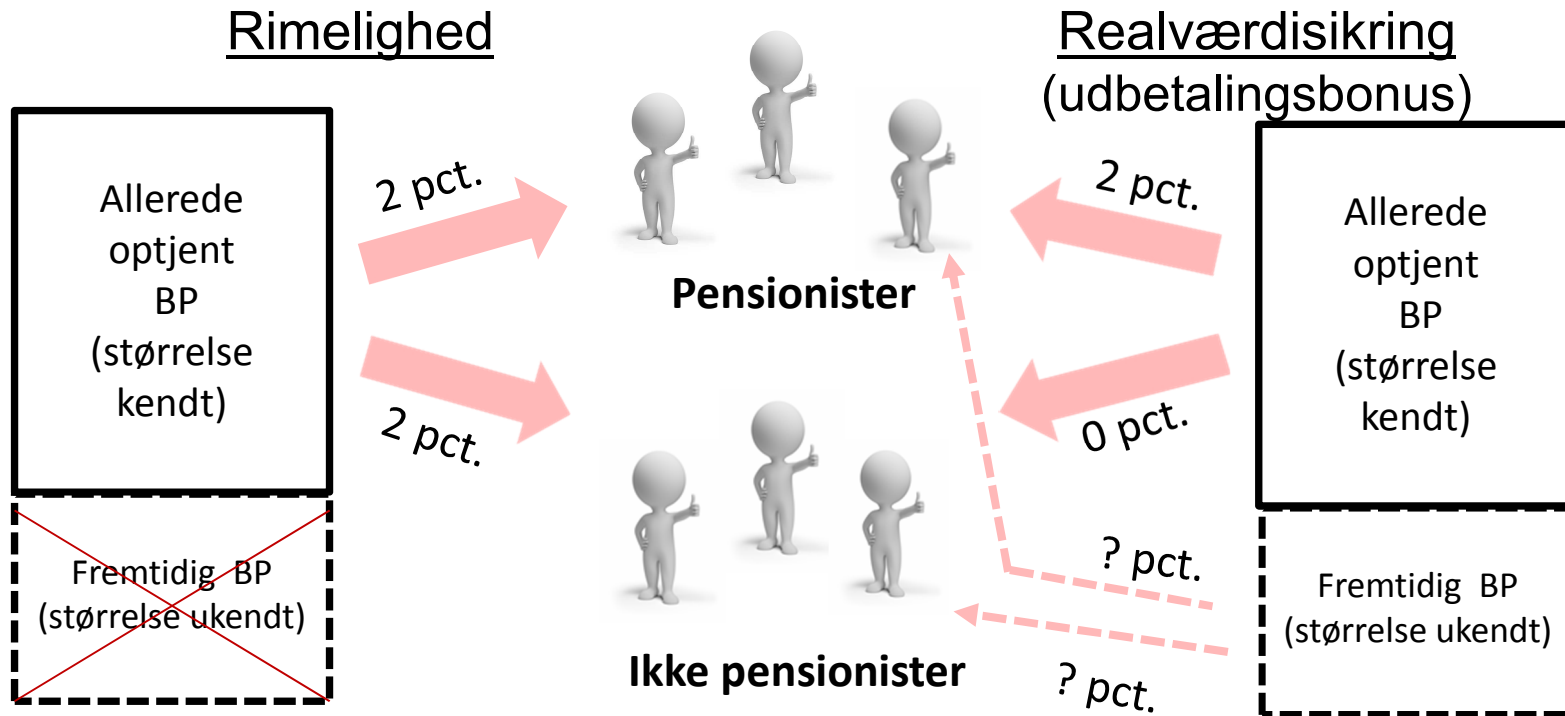 Rimelighed
Allerede
optjent
BP
(størrelse
kendt)
Fremtidig BP
(størrelse ukendt)
2 pct.
2 pct.
Pensionister
Ikke pensionister
Realværdisikring
(udbetalingsbonus)
2 pct.
0 pct.
? pct.
? pct.
Allerede
optjent
BP
(størrelse
kendt)
Fremtidig BP
(størrelse ukendt)